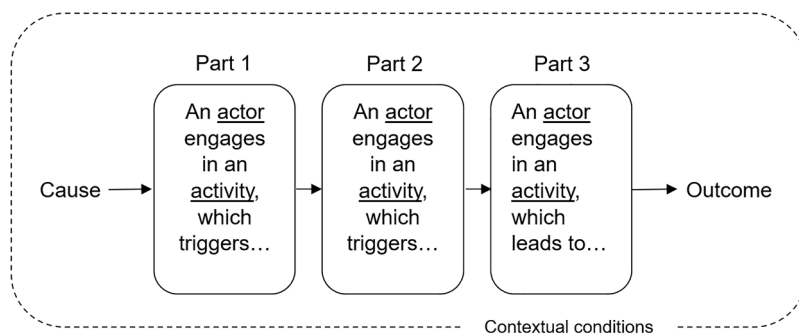 Part 1
Part 2
Part 3
Cause
An actor
engages
in an
activity,
which
triggers…
An actor
engages
in an
activity,
which
triggers…
An actor
engages
in an
activity,
which
leads to…
Outcome
Contextual conditions